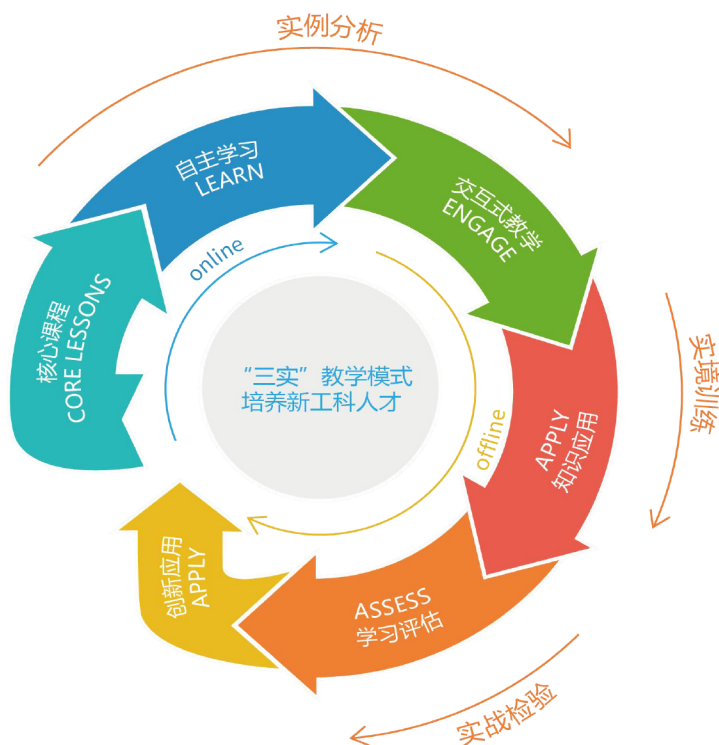 实例分析
自主学习
LEARN
交互式教学
ENGAGE
online
核心课程
CORE LESSONS
“三实”教学模式
培养新工科人才
实境训练
offline
APPLY
知识应用
创新应用
APPLY
ASSESS
学习评估
实战检验